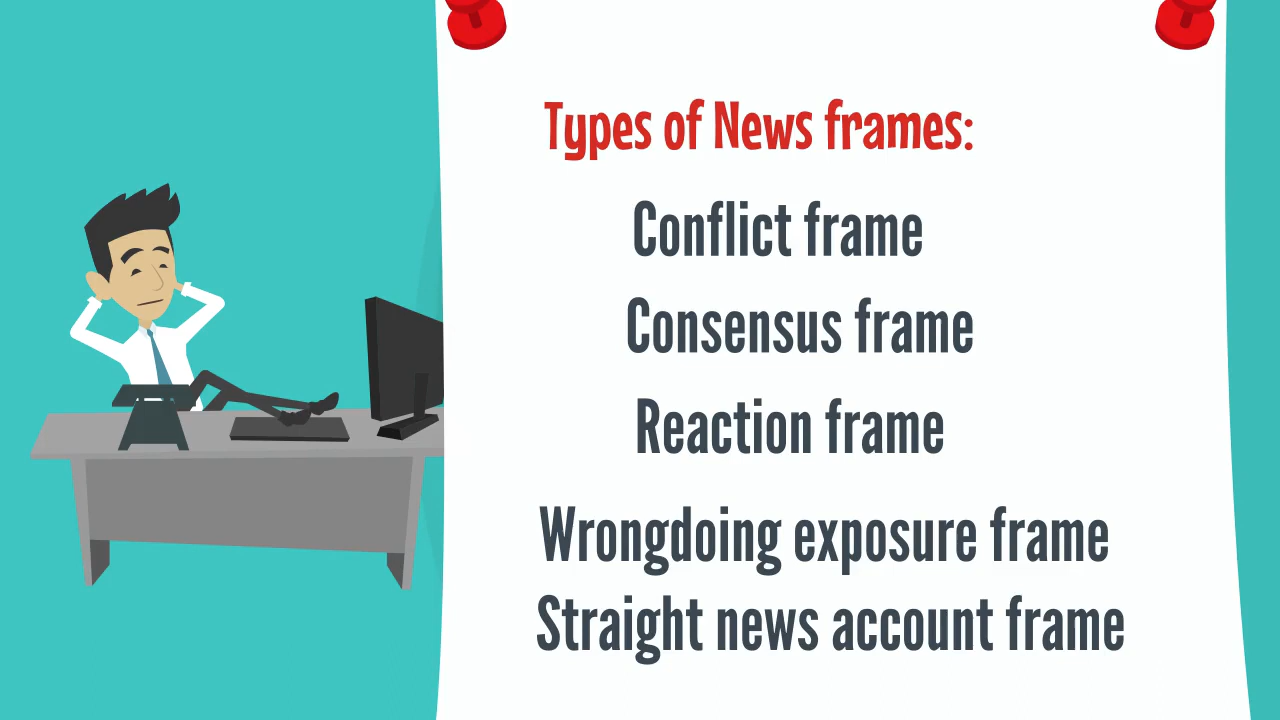 Types of News frames:
Conflict frame
Consensus frame
Reaction frame
Wrongdoing exposure frame
Straight news account frame